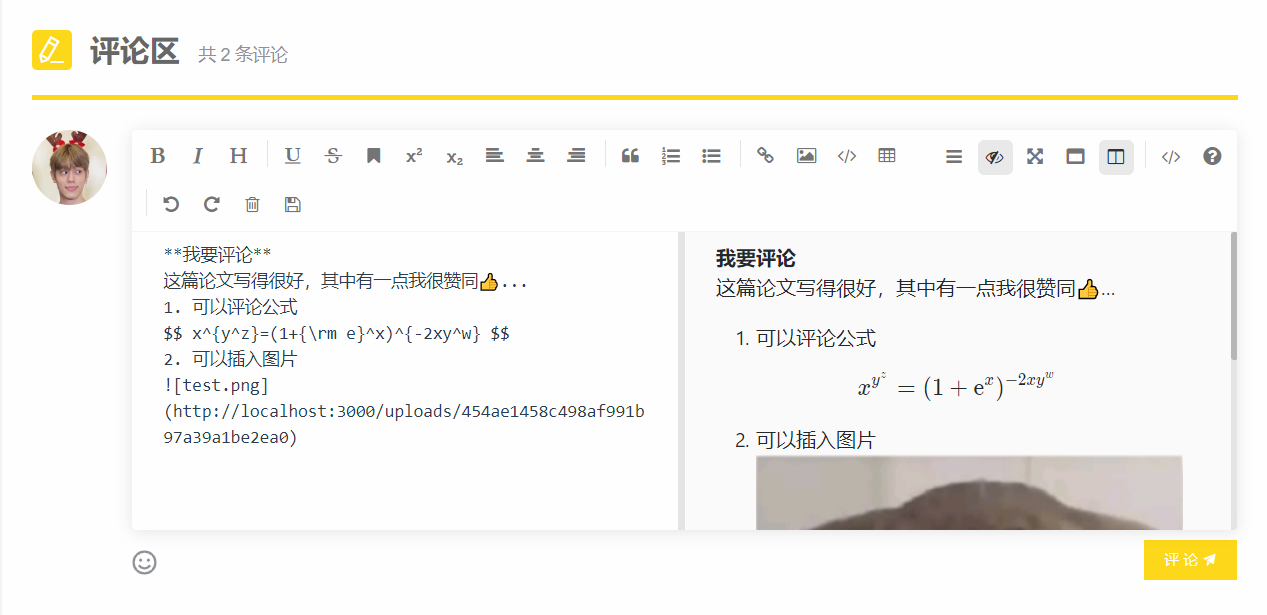 评论区 共 2 条评论
**我要评论**
这篇论文写得很好，其中有一点我很赞同👍...
1. 可以评论公式
$$ x^{y^z}=(1+{\rm e}^x)^{-2xy^w} $$
2. 可以插入图片
![test.png]
(http://localhost:3000/uploads/454ae1458c498af991b
97a39a1be2ea0)
我要评论
这篇论文写得很好，其中有一点我很赞同👍...
1. 可以评论公式
x^{y^z} = (1 + e^x)^{-2xy^w}
2. 可以插入图片
评论